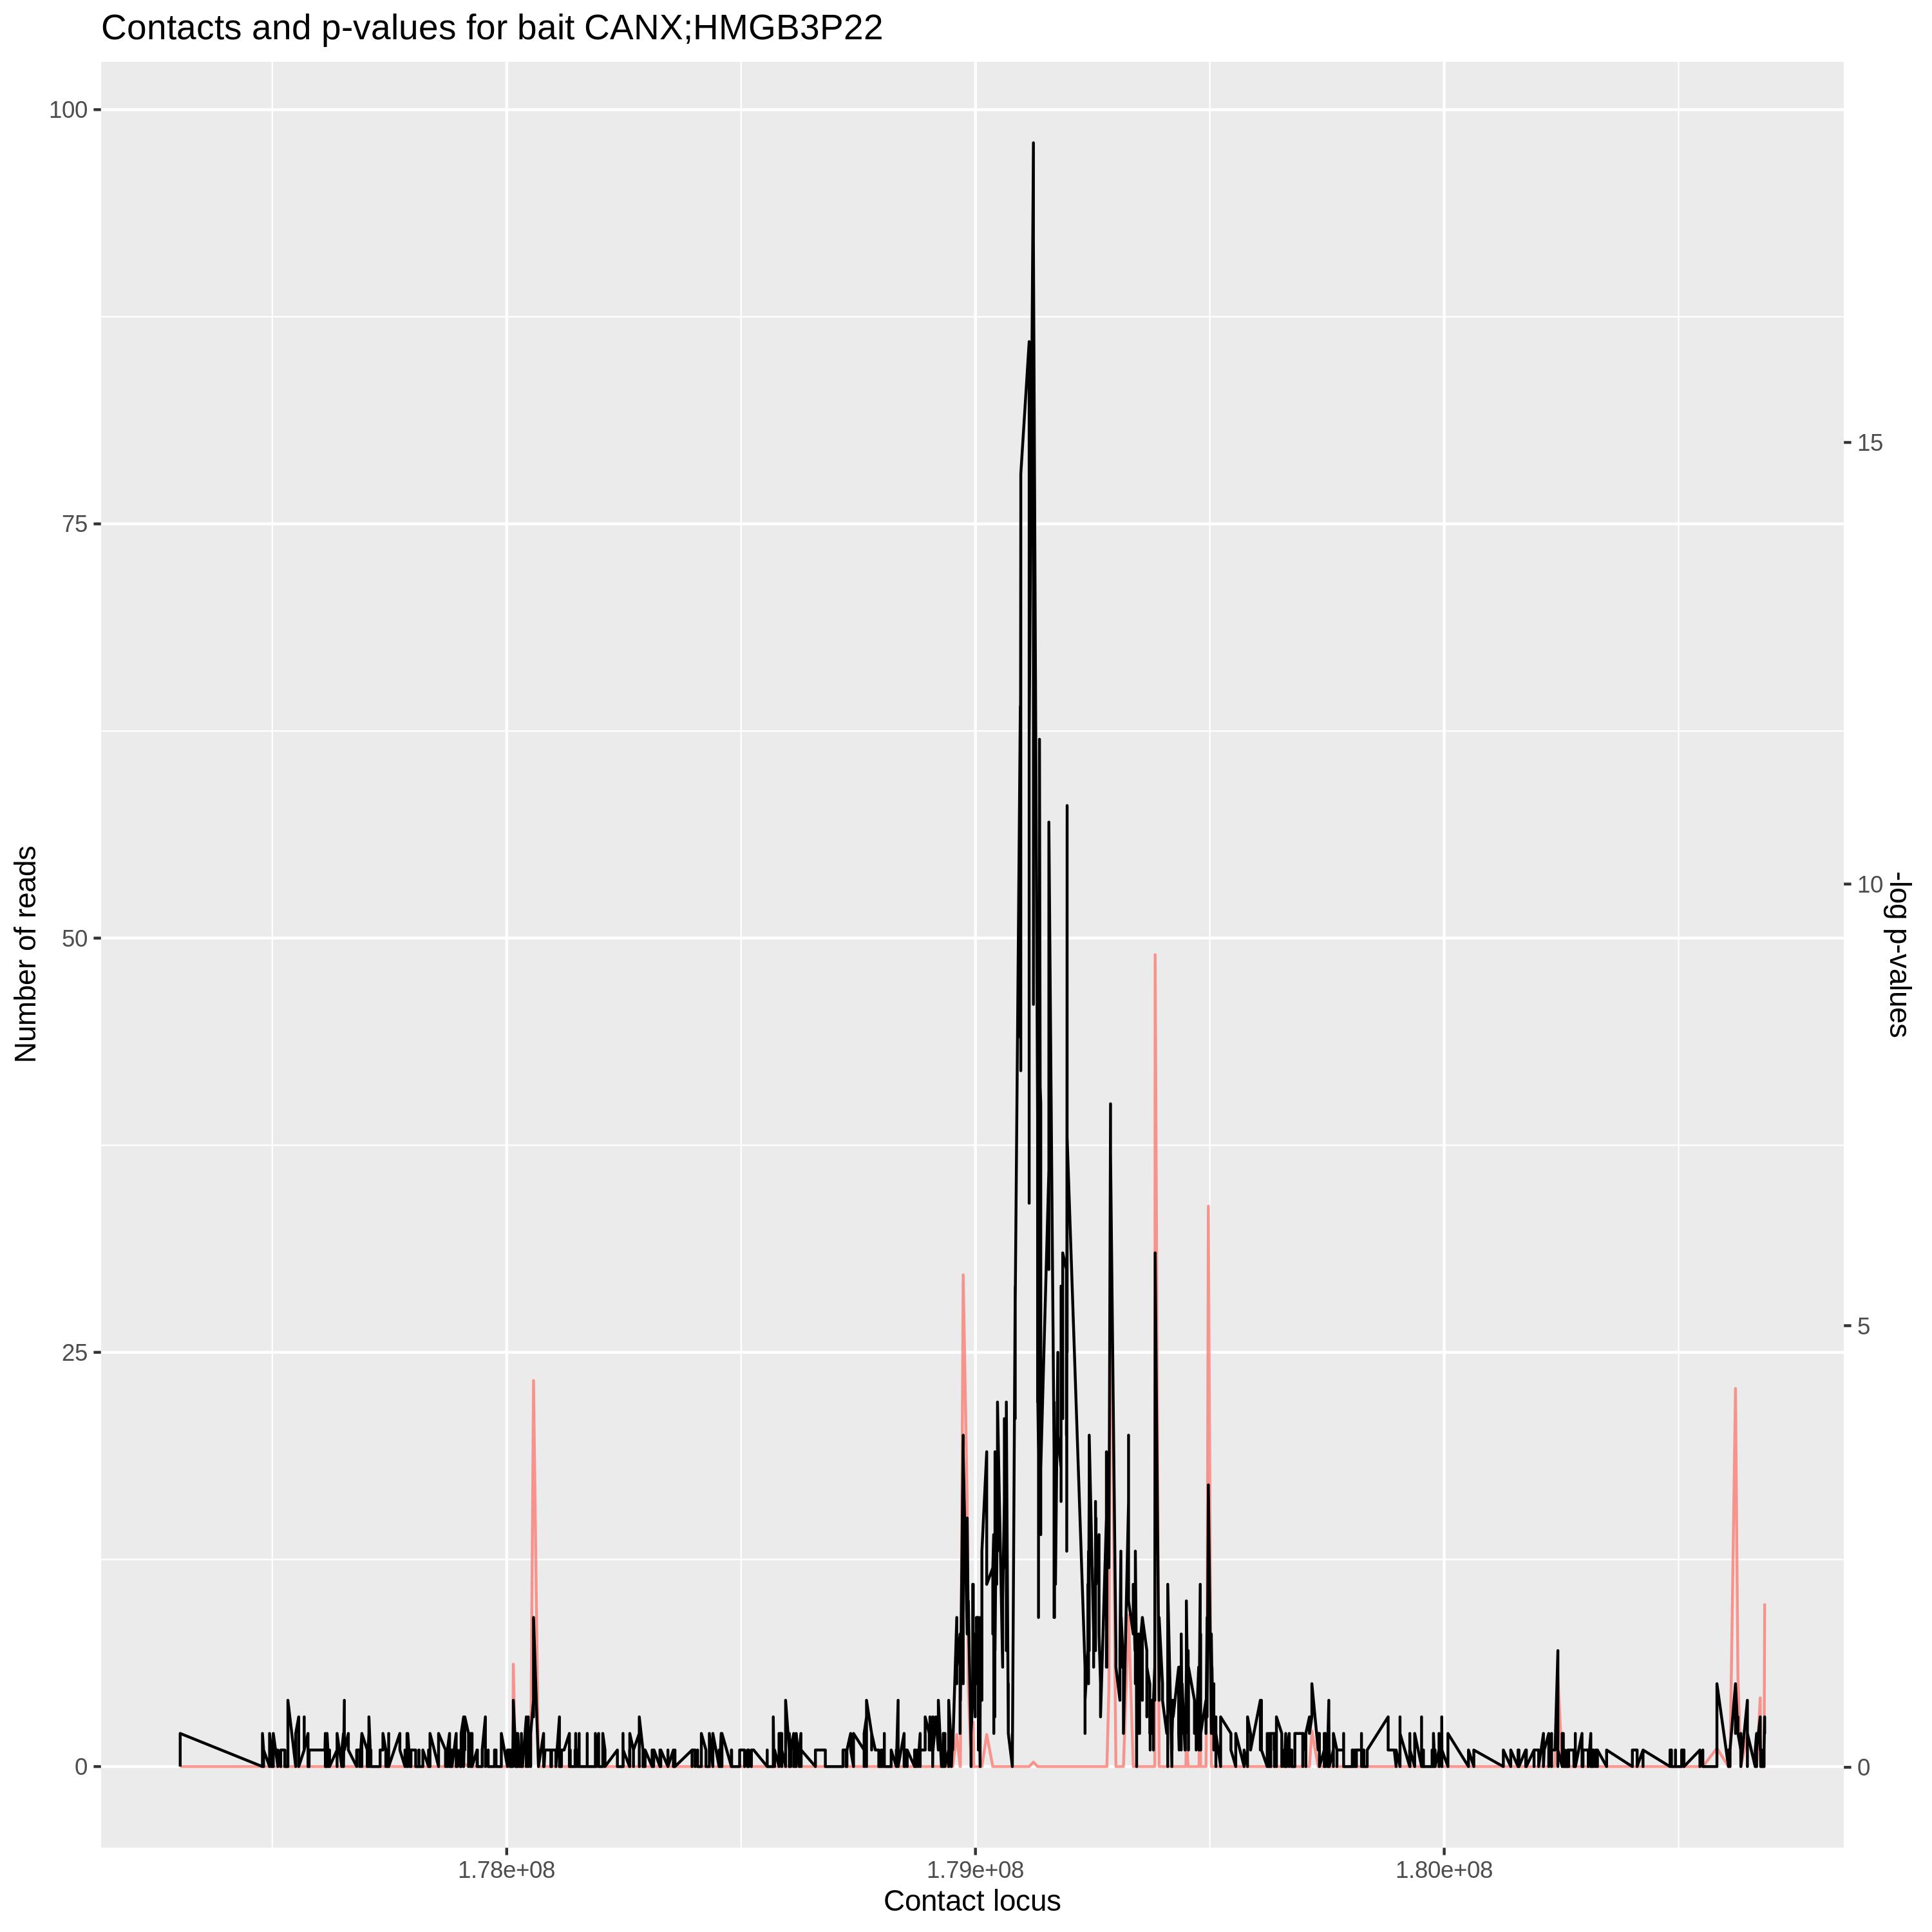 Contacts and p-values for bait CANX;HMGB3P22
100
75
50
25
0
Number of reads
15
10
5
0
-log p-values
1.78e+08
1.79e+08
1.80e+08
Contact locus